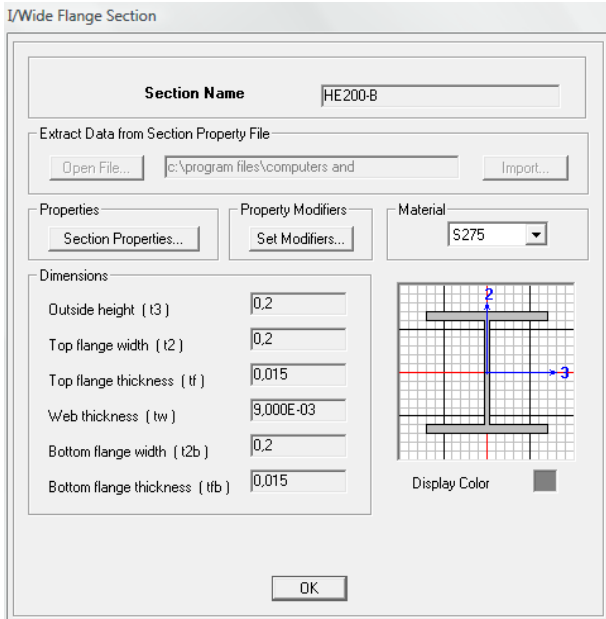 I/Wide Flange Section
Section Name HE200-B
Extract Data from Section Property File
Open File... c:\program files\computers and Import...
Properties Property Modifiers Material
Section Properties... Set Modifiers... S275
Dimensions
Outside height ( t3 ) 0,2
Top flange width ( t2 ) 0,2
Top flange thickness ( tf ) 0,015
Web thickness ( tw ) 9,000E-03
Bottom flange width ( t2b ) 0,2
Bottom flange thickness ( tfb ) 0,015
2
3
Display Color
OK